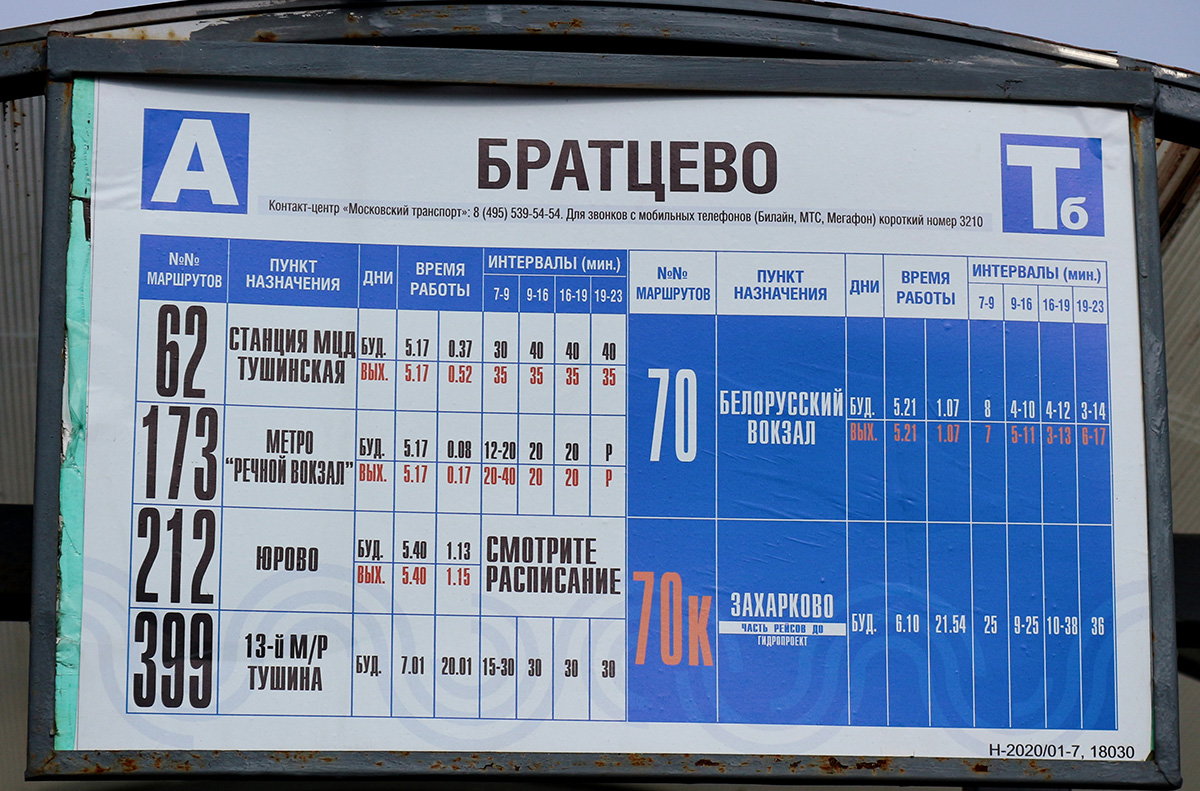 А
БРАТЦЕВО
Тб
Контакт-центр «Московский транспорт»: 8 (495) 539-54-54. Для звонков с мобильных телефонов (Билайн, МТС, Мегафон) короткий номер 3210
№№ МАРШРУТОВ
ПУНКТ НАЗНАЧЕНИЯ
ДНИ
ВРЕМЯ РАБОТЫ
ИНТЕРВАЛЫ (МИН.)
7-9 9-16 16-19 19-23
62
СТАНЦИЯ МЦД
ТУШИНСКАЯ
БУД. 5.17 0.37 30 40 40 40
ВЫХ. 5.17 0.52 35 35 35 35
173
МЕТРО
“РЕЧНОЙ ВОКЗАЛ”
БУД. 5.17 0.08 12-20 20 20 Р
ВЫХ. 5.17 0.17 20-40 20 20 Р
212
ЮРОВО
БУД. 5.40 1.13
ВЫХ. 5.40 1.15
СМОТРИТЕ
РАСПИСАНИЕ
399
13-й М/Р
ТУШИНА
БУД. 7.01 20.01 15-30 30 30 30
№№ МАРШРУТОВ
ПУНКТ НАЗНАЧЕНИЯ
ДНИ
ВРЕМЯ РАБОТЫ
ИНТЕРВАЛЫ (МИН.)
7-9 9-16 16-19 19-23
70
БЕЛОРУССКИЙ
ВОКЗАЛ
БУД. 5.21 1.07 8 4-10 4-12 3-14
ВЫХ. 5.21 1.07 7 5-11 3-13 6-17
70К
ЗАХАРКОВО
ЧАСТЬ РЕЙСОВ ДО
ГИДРОПРОЕКТ
БУД. 6.10 21.54 25 9-25 10-38 36
Н-2020/01-7, 18030